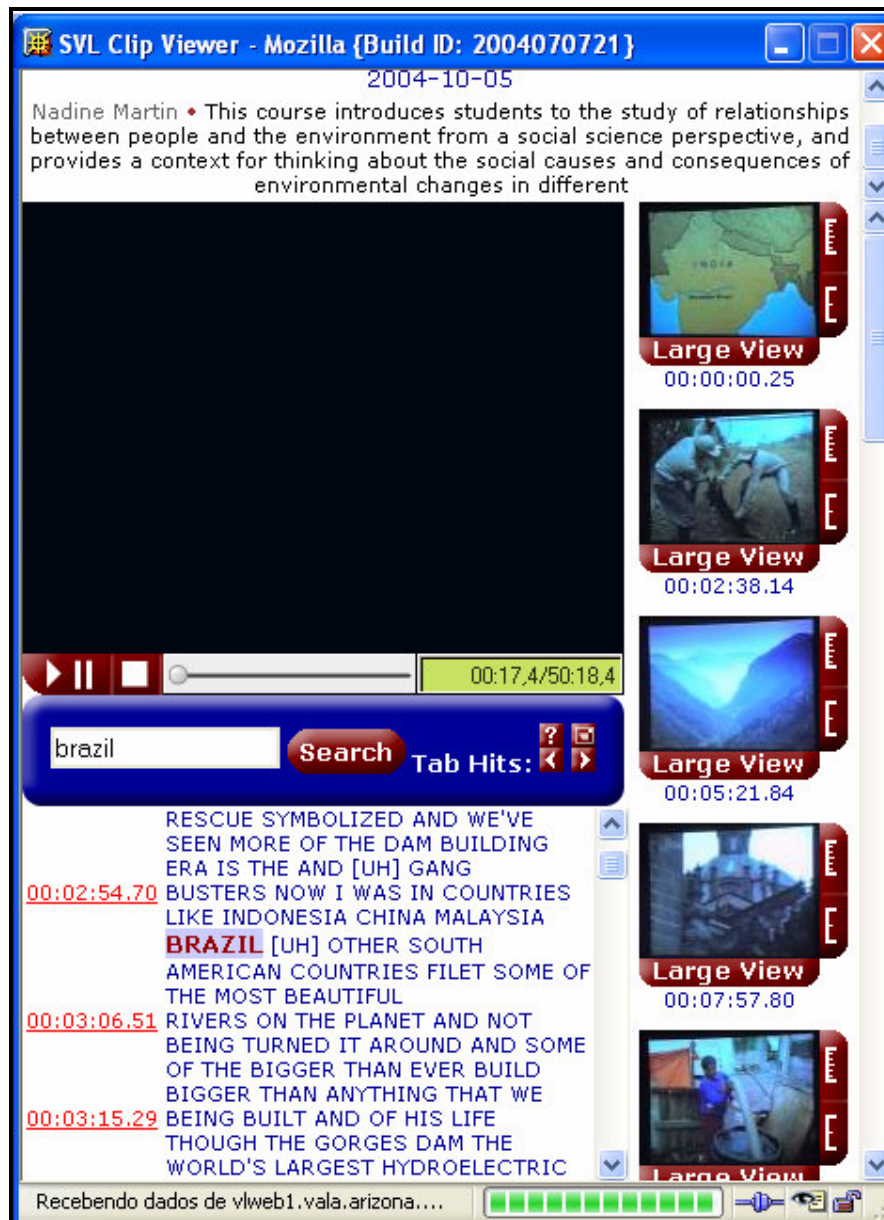 SVL Clip Viewer - Mozilla {Build ID: 2004070721}
2004-10-05
Nadine Martin • This course introduces students to the study of relationships
between people and the environment from a social science perspective, and
provides a context for thinking about the social causes and consequences of
environmental changes in different
00:17,4/50:18,4
brazil
Search
Tab Hits:
?
RESCUE SYMBOLIZED AND WE'VE
SEEN MORE OF THE DAM BUILDING
ERA IS THE AND [UH] GANG
00:02:54.70 BUSTERS NOW I WAS IN COUNTRIES
LIKE INDONESIA CHINA MALAYSIA
BRAZIL [UH] OTHER SOUTH
AMERICAN COUNTRIES FILET SOME OF
THE MOST BEAUTIFUL
00:03:06.51 RIVERS ON THE PLANET AND NOT
BEING TURNED IT AROUND AND SOME
OF THE BIGGER THAN EVER BUILD
BIGGER THAN ANYTHING THAT WE
00:03:15.29 BEING BUILT AND OF HIS LIFE
THOUGH THE GORGES DAM THE
WORLD'S LARGEST HYDROELECTRIC
INDIA
Large View
00:00:00.25
Large View
00:02:38.14
Large View
00:05:21.84
Large View
00:07:57.80
Large View
Recebendo dados de vlweb1.vala.arizona....